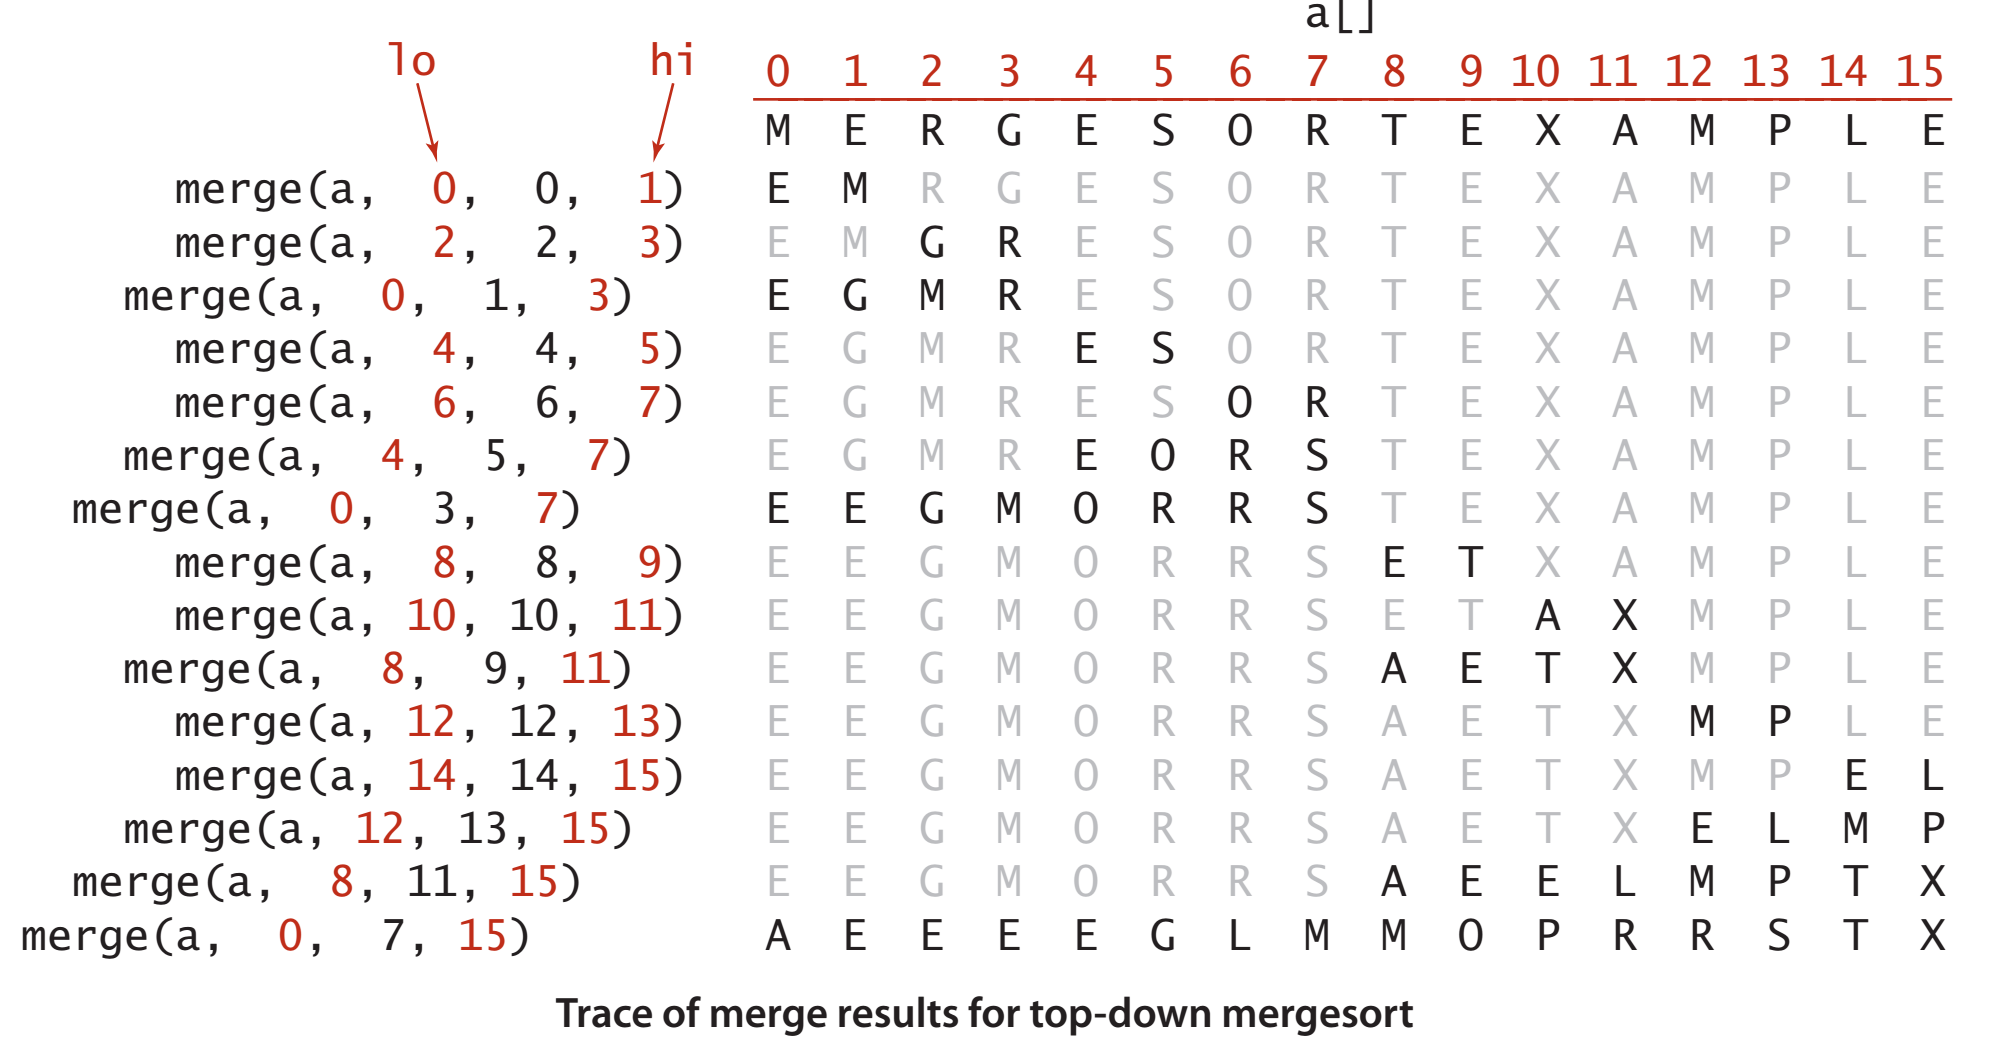 a[]
lo hi 0 1 2 3 4 5 6 7 8 9 10 11 12 13 14 15
M E R G E S O R T E X A M P L E
merge(a, 0, 0, 1) E M R G E S O R T E X A M P L E
merge(a, 2, 2, 3) E M G R E S O R T E X A M P L E
merge(a, 0, 1, 3) E G M R E S O R T E X A M P L E
merge(a, 4, 4, 5) E G M R E S O R T E X A M P L E
merge(a, 6, 6, 7) E G M R E S O R T E X A M P L E
merge(a, 4, 5, 7) E G M R E O R S T E X A M P L E
merge(a, 0, 3, 7) E E G M O R R S T E X A M P L E
merge(a, 8, 8, 9) E E G M O R R S E T X A M P L E
merge(a, 10, 10, 11) E E G M O R R S E T A X M P L E
merge(a, 8, 9, 11) E E G M O R R S A E T X M P L E
merge(a, 12, 12, 13) E E G M O R R S A E T X M P L E
merge(a, 14, 14, 15) E E G M O R R S A E T X M P E L
merge(a, 12, 13, 15) E E G M O R R S A E T X E L M P
merge(a, 8, 11, 15) E E G M O R R S A E E L M P T X
merge(a, 0, 7, 15) A E E E E G L M M O P R R S T X
Trace of merge results for top-down mergesort